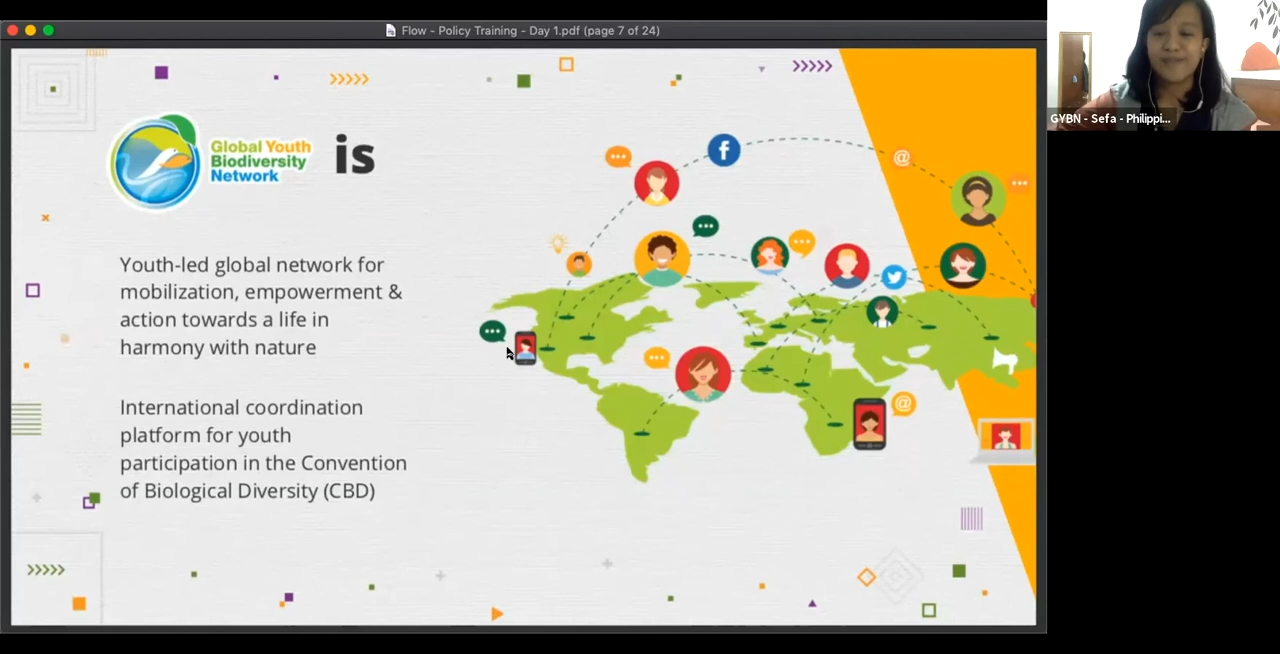 Flow - Policy Training - Day 1.pdf (page 7 of 24)
GYBN - Sefa - Philippi...
Global Youth
Biodiversity
Network
is
Youth-led global network for
mobilization, empowerment &
action towards a life in
harmony with nature
International coordination
platform for youth
participation in the Convention
of Biological Diversity (CBD)